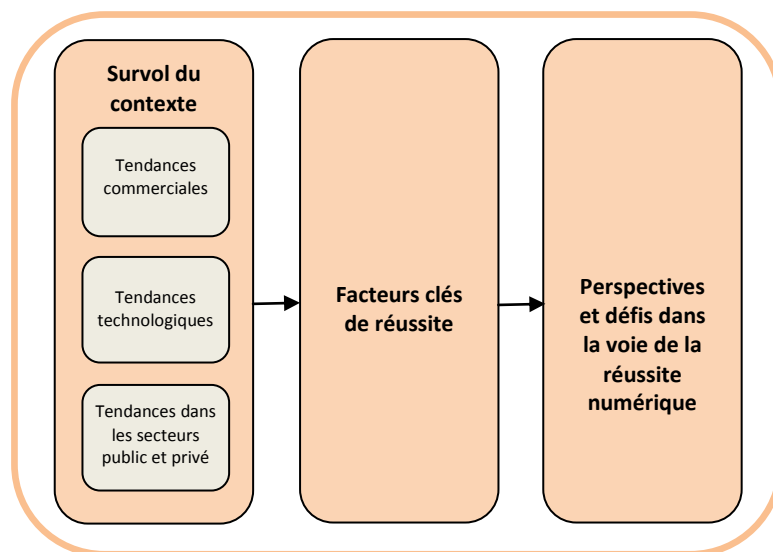 Survol du
contexte
Tendances
commerciales
Tendances
technologiques
Tendances dans
les secteurs
public et privé
Facteurs clés
de réussite
Perspectives
et défis dans
la voie de la
réussite
numérique